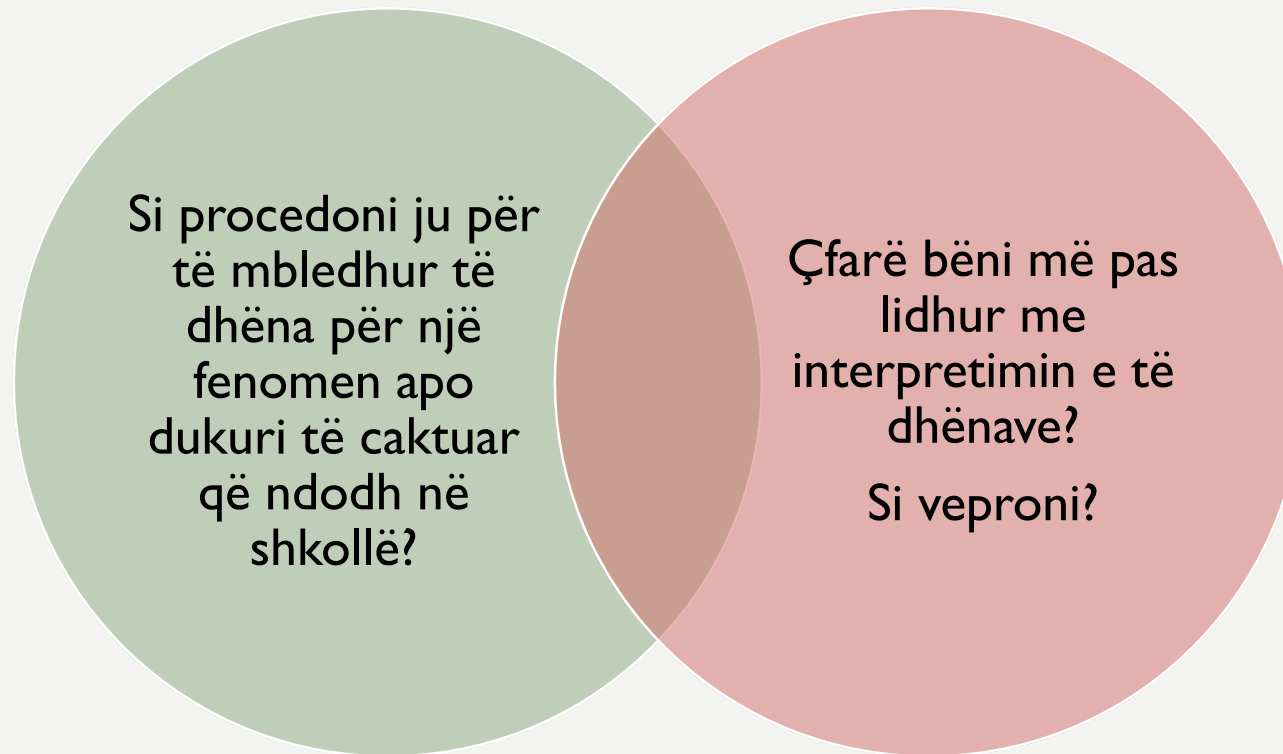 Si procedoni ju për
të mbledhur të
dhëna për një
fenomen apo
dukuri të caktuar
që ndodh në
shkollë?
Çfarë bëni më pas
lidhur me
interpretimin e të
dhënave?
Si veproni?